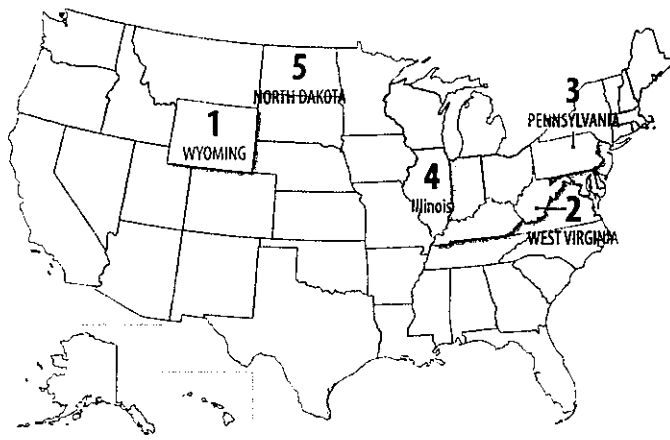 5
NORTH DAKOTA
1
WYOMING
3
PENNSYLVANIA
4
Illinois
2
WEST VIRGINIA